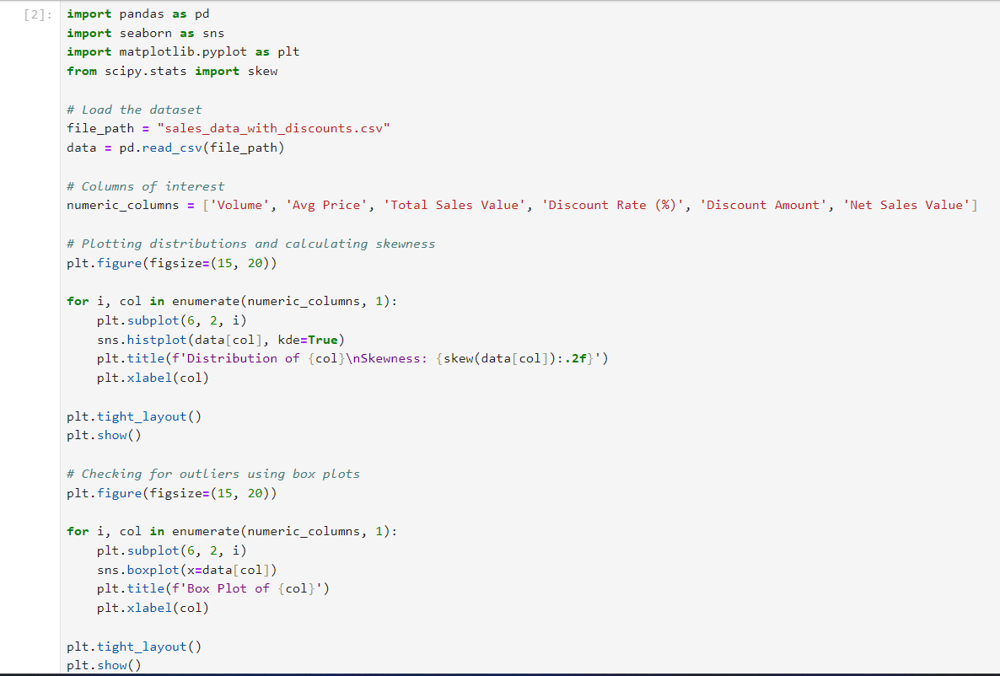 [2]:
import pandas as pd
import seaborn as sns
import matplotlib.pyplot as plt
from scipy.stats import skew
# Load the dataset
file_path = "sales_data_with_discounts.csv"
data = pd.read_csv(file_path)
# Columns of interest
numeric_columns = ['Volume', 'Avg Price', 'Total Sales Value', 'Discount Rate (%)', 'Discount Amount', 'Net Sales Value']
# Plotting distributions and calculating skewness
plt.figure(figsize=(15, 20))
for i, col in enumerate(numeric_columns, 1):
    plt.subplot(6, 2, i)
    sns.histplot(data[col], kde=True)
    plt.title(f'Distribution of {col}\nSkewness: {skew(data[col]):.2f}')
    plt.xlabel(col)
plt.tight_layout()
plt.show()
# Checking for outliers using box plots
plt.figure(figsize=(15, 20))
for i, col in enumerate(numeric_columns, 1):
    plt.subplot(6, 2, i)
    sns.boxplot(x=data[col])
    plt.title(f'Box Plot of {col}')
    plt.xlabel(col)
plt.tight_layout()
plt.show()